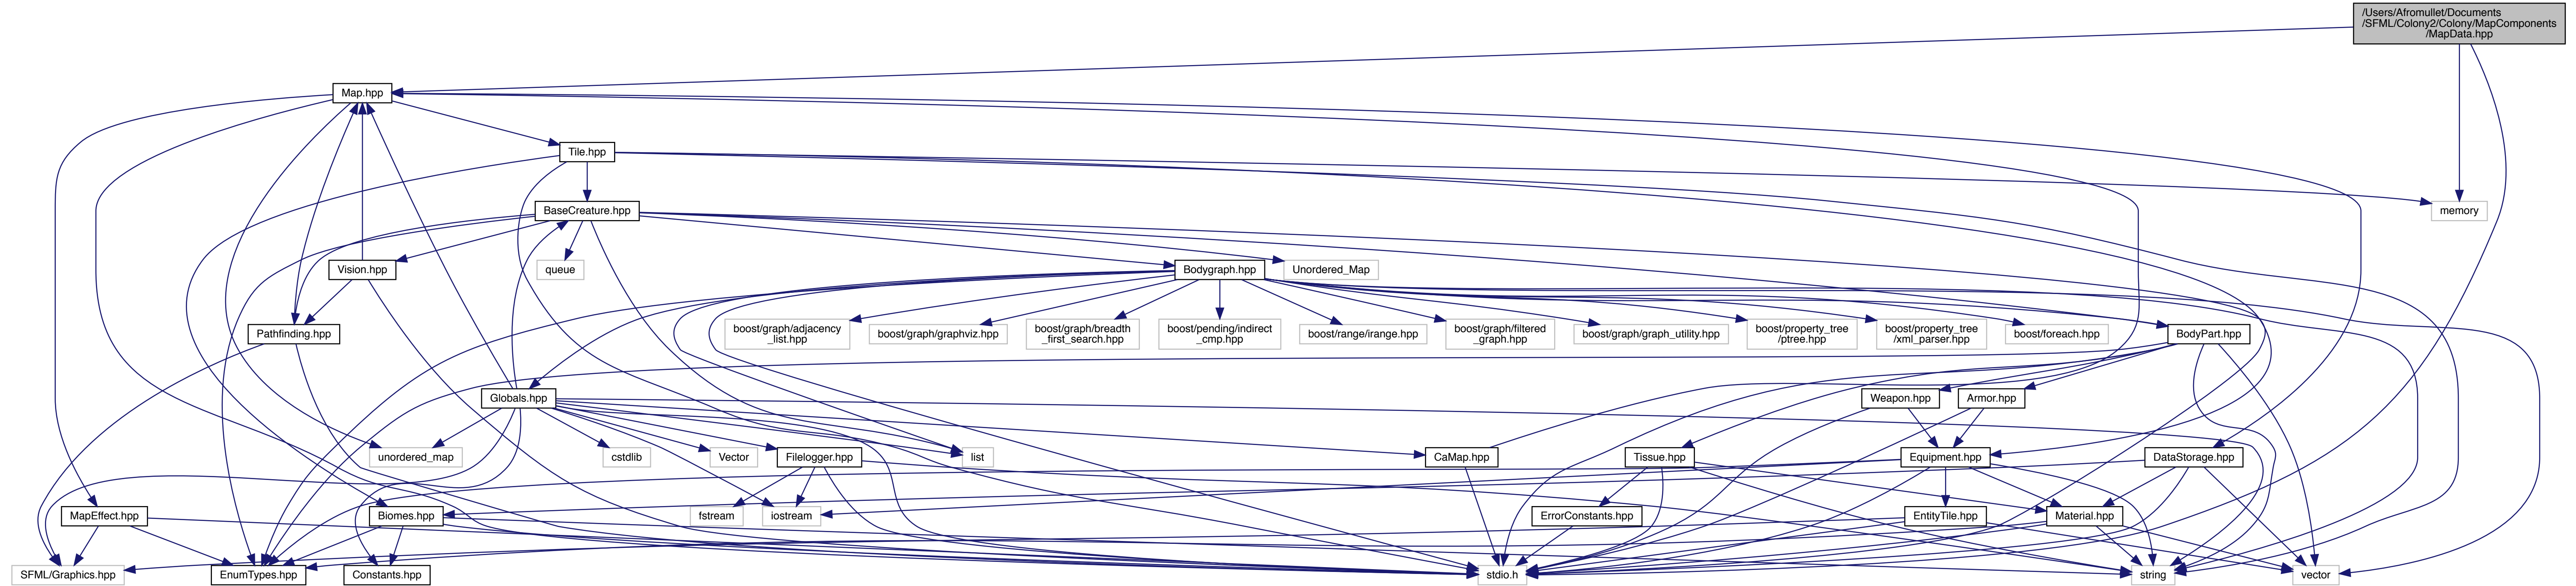 /Users/Afromullet/Documents
/SFML/Colony2/Colony/MapComponents
/MapData.hpp
Map.hpp
Tile.hpp
BaseCreature.hpp
memory
Vision.hpp
queue
Bodygraph.hpp
Unordered_Map
Pathfinding.hpp
boost/graph/adjacency
_list.hpp
boost/graph/graphviz.hpp
boost/graph/breadth
_first_search.hpp
boost/pending/indirect
_cmp.hpp
boost/range/irange.hpp
boost/graph/filtered
_graph.hpp
boost/graph/graph_utility.hpp
boost/property_tree
/ptree.hpp
boost/property_tree
/xml_parser.hpp
boost/foreach.hpp
BodyPart.hpp
Globals.hpp
Weapon.hpp
Armor.hpp
unordered_map
cstdlib
Vector
Filelogger.hpp
list
CaMap.hpp
Tissue.hpp
Equipment.hpp
DataStorage.hpp
MapEffect.hpp
Biomes.hpp
fstream
iostream
ErrorConstants.hpp
EntityTile.hpp
Material.hpp
SFML/Graphics.hpp
EnumTypes.hpp
Constants.hpp
stdio.h
string
vector